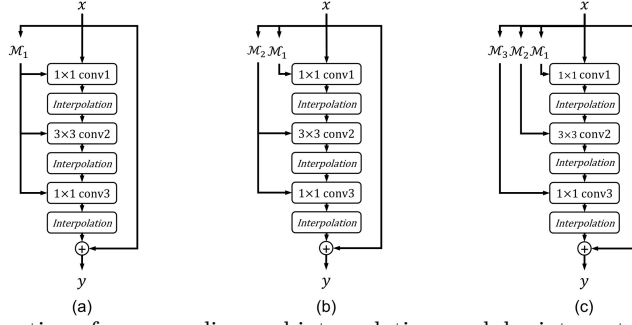 x x x
ℳ₁ ℳ₂ ℳ₁ ℳ₃ ℳ₂ ℳ₁
1×1 conv1 1×1 conv1 1×1 conv1
Interpolation Interpolation Interpolation
3×3 conv2 3×3 conv2 3×3 conv2
Interpolation Interpolation Interpolation
1×1 conv3 1×1 conv3 1×1 conv3
Interpolation Interpolation Interpolation
+ + +
y y y
(a) (b) (c)